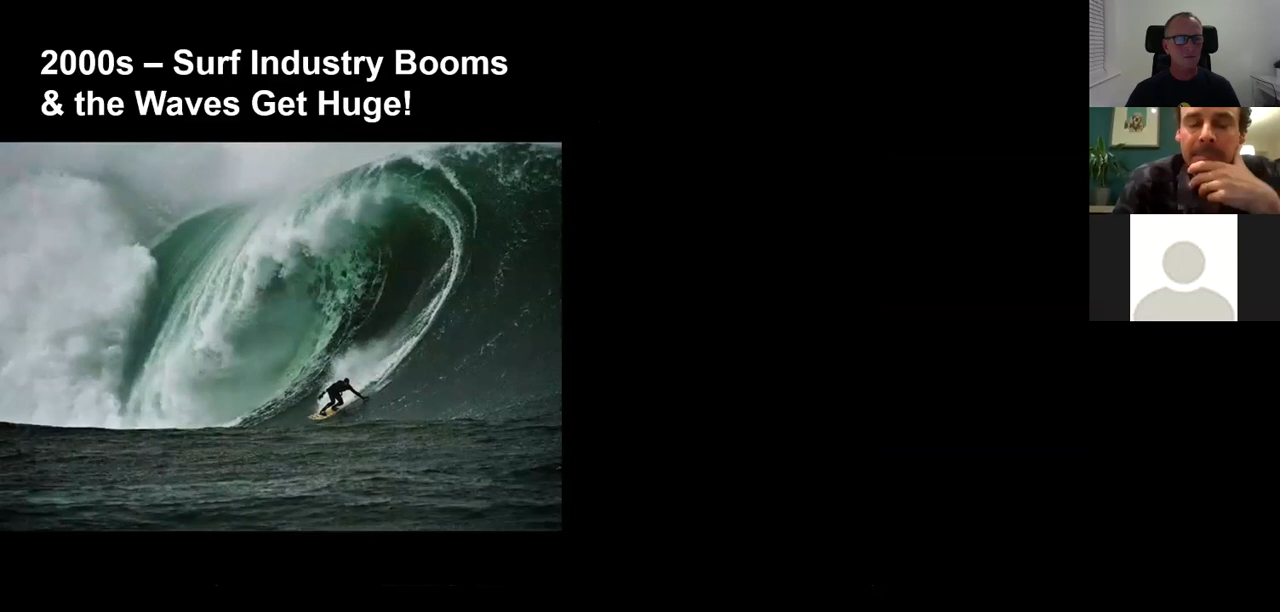 2000s – Surf Industry Booms
& the Waves Get Huge!